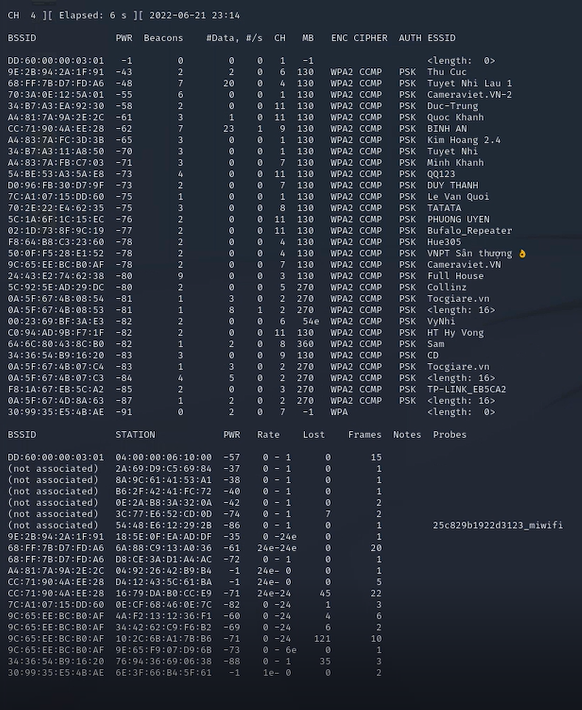 CH  4 ][ Elapsed: 6 s ][ 2022-06-21 23:14
BSSID              PWR  Beacons    #Data, #/s  CH   MB   ENC CIPHER  AUTH ESSID
DD:60:00:00:03:01   -1        0        0    0   1   -1                    <length:  0>
9E:2B:94:2A:1F:91  -43        2        2    0   6  130   WPA2 CCMP   PSK  Thu Cuc
68:FF:7B:D7:FD:A6  -48        7       20    0   4  130   WPA2 CCMP   PSK  Tuyet Nhi Lau 1
70:3A:0E:12:01:5A  -55        6        0    0   1  130   WPA2 CCMP   PSK  Cameraviet.VN-2
34:B7:A3:EA:92:30  -58        2        0    0  11  130   WPA2 CCMP   PSK  Duc-Trung
A4:81:7A:9A:2E:2C  -61        3        1    0  11  130   WPA2 CCMP   PSK  Quoc Khanh
CC:71:90:4A:EE:28  -62        7       23    1   9  130   WPA2 CCMP   PSK  BINH AN
A4:83:7A:FC:3D:3B  -65        3        0    0   1  130   WPA2 CCMP   PSK  Kim Hoang 2.4
34:B7:A3:11:A8:50  -70        3        0    0   1  130   WPA2 CCMP   PSK  Tuyet Nhi
A4:83:7A:FB:C7:03  -71        3        0    0   7  130   WPA2 CCMP   PSK  Minh Khanh
54:BE:53:A3:5A:E8  -73        4        0    0  11  130   WPA2 CCMP   PSK  QQ123
D0:96:FB:30:D7:9F  -73        2        0    0   7  130   WPA2 CCMP   PSK  DUY THANH
7C:A1:07:15:DD:60  -75        1        0    0   1  130   WPA2 CCMP   PSK  Le Van Quoi
70:2E:22:E4:62:35  -75        3        0    0   8  130   WPA2 CCMP   PSK  TATATA
5C:1A:6F:1C:15:EC  -76        2        0    0  11  130   WPA2 CCMP   PSK  PHUONG UYEN
02:1D:73:8F:9C:19  -77        2        0    0  11  130   WPA2 CCMP   PSK  Bufalo_Repeater
F8:64:B8:C3:23:60  -78        2        0    0   4  130   WPA2 CCMP   PSK  Hue305
50:0F:F5:28:E1:52  -78        2        0    0   4  130   WPA2 CCMP   PSK  VNPT Sân thượng 👌
9C:65:EE:BC:B0:AF  -78        2        0    0   7  130   WPA2 CCMP   PSK  Cameraviet.VN
24:43:E2:74:62:38  -80        9        0    0   3  130   WPA2 CCMP   PSK  Full House
5C:92:5E:AD:29:DC  -80        2        0    0   5  270   WPA2 CCMP   PSK  Collinz
0A:5F:67:4B:08:54  -81        1        3    0   2  270   WPA2 CCMP   PSK  Tocgiare.vn
0A:5F:67:4B:08:53  -81        1        8    1   2  270   WPA2 CCMP   PSK  <length: 16>
00:23:69:BF:3A:E3  -82        2        0    0   6   54e  WPA2 CCMP   PSK  VyNhi
C0:94:AD:9B:F7:1F  -82        2        0    0  11  130   WPA2 CCMP   PSK  HT Hy Vong
64:6C:80:43:8C:B0  -82        1        2    0   8  360   WPA2 CCMP   PSK  Sam
34:36:54:B9:16:20  -83        3        0    0   9  130   WPA2 CCMP   PSK  CD
0A:5F:67:4B:07:C4  -83        1        3    0   2  270   WPA2 CCMP   PSK  Tocgiare.vn
0A:5F:67:4B:07:C3  -84        4        5    0   2  270   WPA2 CCMP   PSK  <length: 16>
F8:1A:67:EB:5C:A2  -85        2        0    0   2  270   WPA2 CCMP   PSK  TP-LINK_EB5CA2
0A:5F:67:4D:8A:63  -87        1        0    0   2  270   WPA2 CCMP   PSK  <length: 16>
30:99:35:E5:4B:AE  -91        0        2    0   7   -1   WPA              <length:  0>
BSSID              STATION            PWR   Rate    Lost    Frames  Notes  Probes
DD:60:00:00:03:01  04:00:00:06:10:00  -57    0 - 1      0       15
(not associated)   2A:69:D9:C5:69:84  -37    0 - 1      0        1
(not associated)   8A:9C:61:41:53:A1  -38    0 - 1      0        1
(not associated)   B6:2F:42:41:FC:72  -40    0 - 1      0        1
(not associated)   0E:2A:B8:3A:32:0A  -42    0 - 1      0        2
(not associated)   3C:77:E6:52:CD:0D  -74    0 - 1      7        2
(not associated)   54:48:E6:12:29:2B  -86    0 - 1      0        1         25c829b1922d3123_miwifi
9E:2B:94:2A:1F:91  18:5E:0F:EA:AD:DF  -35    0 -24e     0        1
68:FF:7B:D7:FD:A6  6A:88:C9:13:A0:36  -61   24e-24e     0       20
68:FF:7B:D7:FD:A6  D8:CE:3A:D1:A4:AC  -72    0 - 1      0        1
A4:81:7A:9A:2E:2C  04:92:26:42:B9:B4   -1   24e- 0      0        1
CC:71:90:4A:EE:28  D4:12:43:5C:61:BA   -1   24e- 0      0        5
CC:71:90:4A:EE:28  16:79:DA:B0:CC:E9  -71   24e-24     45       22
7C:A1:07:15:DD:60  0E:CF:68:46:0E:7C  -82    0 -24      1        3
9C:65:EE:BC:B0:AF  4A:F2:13:12:36:F1  -60    0 -24      4        6
9C:65:EE:BC:B0:AF  34:42:62:C9:F6:B2  -69    0 -24      6        2
9C:65:EE:BC:B0:AF  10:2C:6B:A1:7B:B6  -71    0 -24    121       10
9C:65:EE:BC:B0:AF  9E:65:F9:07:D9:6B  -73    0 - 6e     0        1
34:36:54:B9:16:20  76:94:36:69:06:38  -88    0 - 1     35        3
30:99:35:E5:4B:AE  6E:3F:66:B4:5F:61   -1    1e- 0      0        2